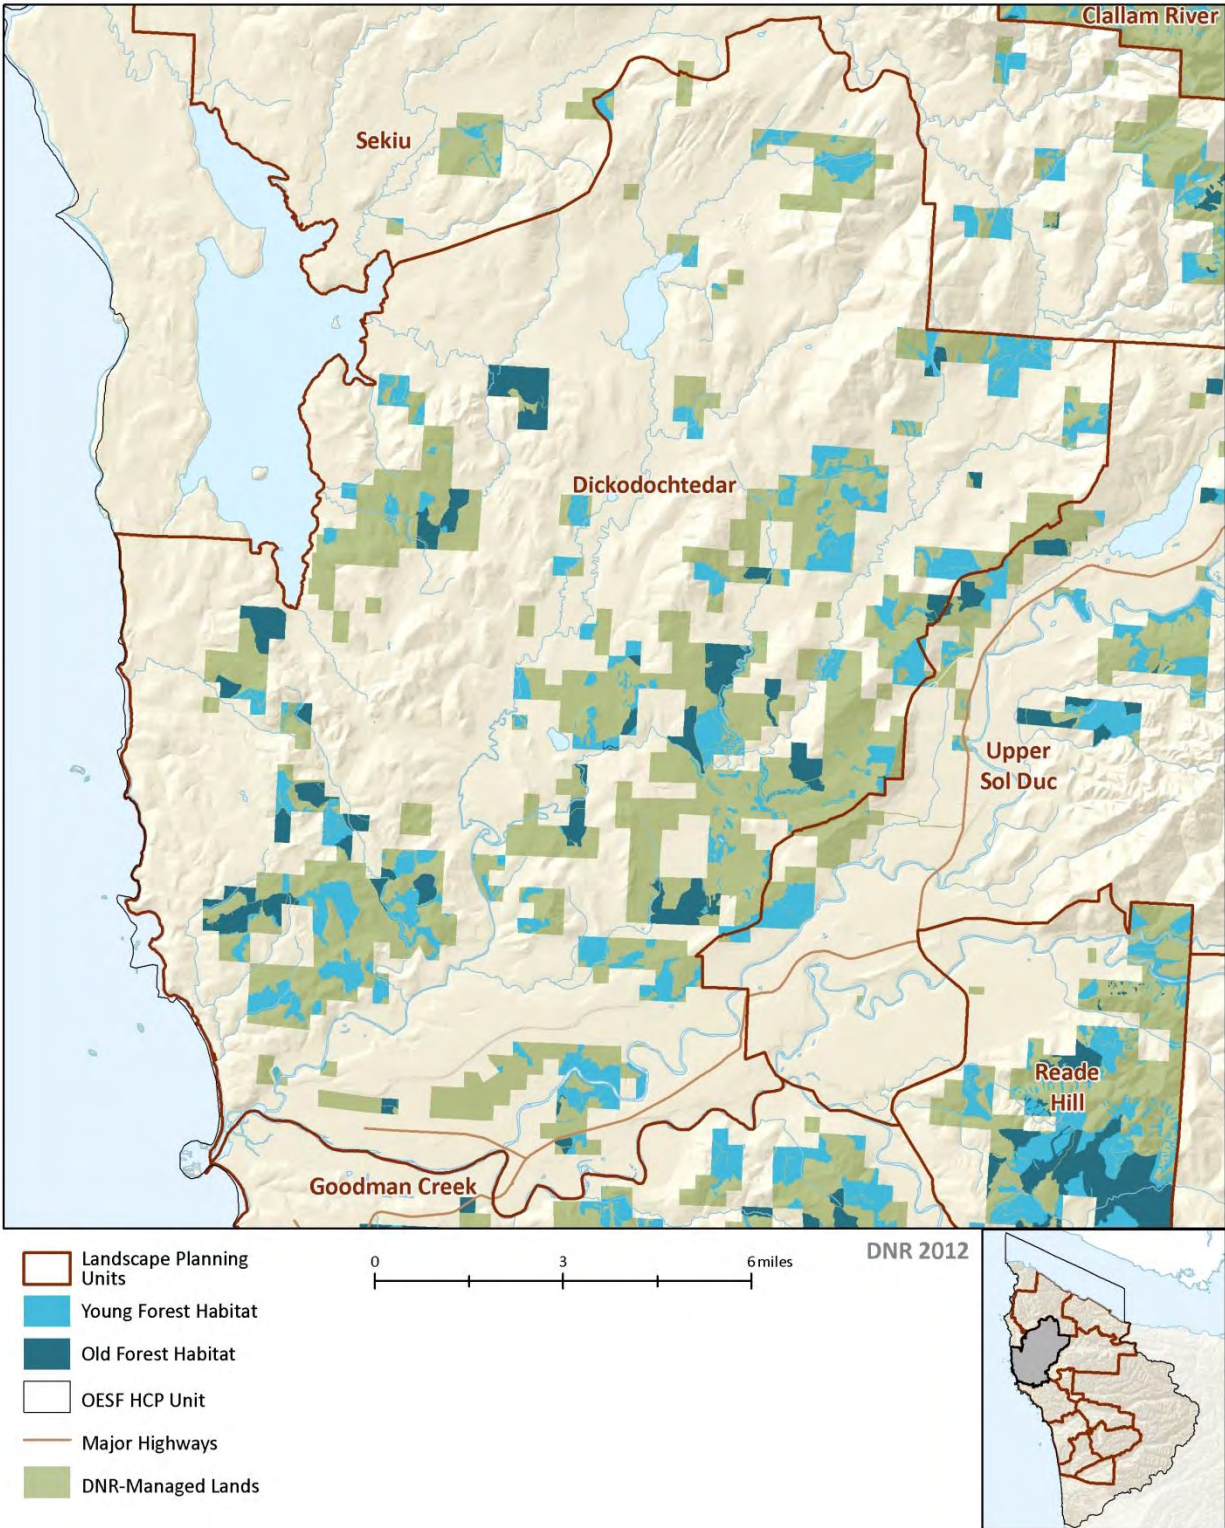 Clallam River
Sekiu
Dickodochtedar
Upper
Sol Duc
Reade
Hill
Goodman Creek
Landscape Planning
Units
Young Forest Habitat
Old Forest Habitat
OESF HCP Unit
Major Highways
DNR-Managed Lands
0 3 6 miles
DNR 2012